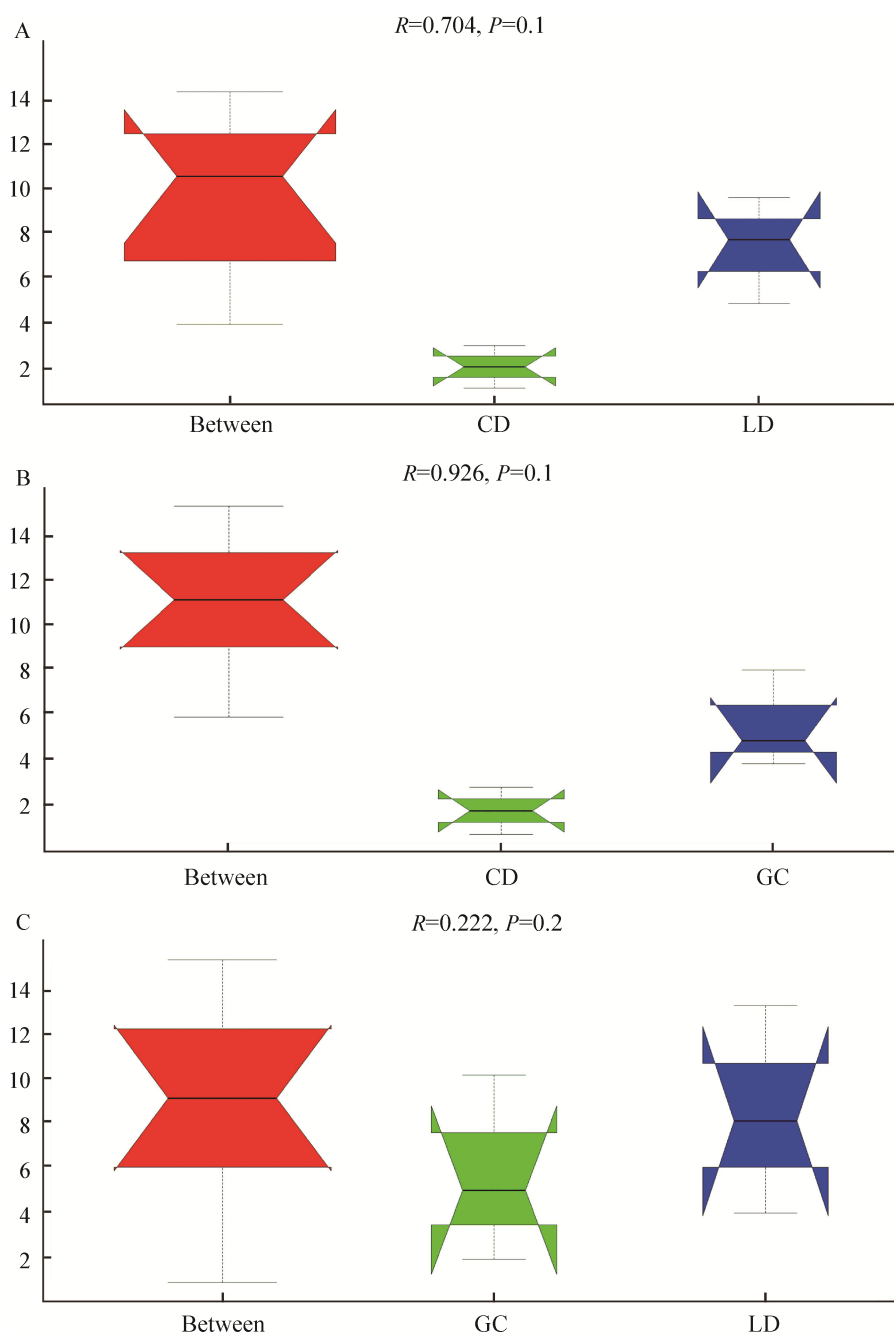 A
R=0.704, P=0.1
14
12
10
8
6
4
2
Between CD LD
B
R=0.926, P=0.1
14
12
10
8
6
4
2
Between CD GC
C
R=0.222, P=0.2
14
12
10
8
6
4
2
Between GC LD